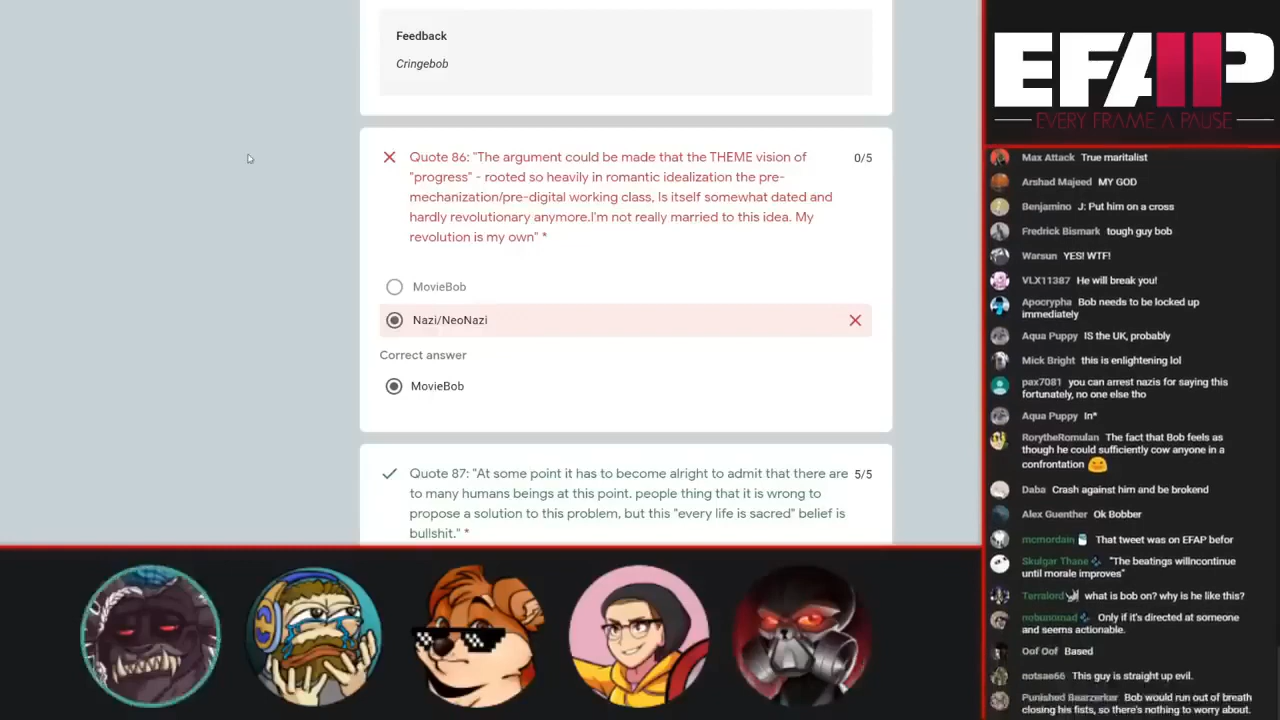 Feedback
Cringebob
Quote 86: "The argument could be made that the THEME vision of
"progress" - rooted so heavily in romantic idealization the pre-
mechanization/pre-digital working class, Is itself somewhat dated and
hardly revolutionary anymore.I'm not really married to this idea. My
revolution is my own" *
0/5
MovieBob
Nazi/NeoNazi
Correct answer
MovieBob
Quote 87: "At some point it has to become alright to admit that there are
to many humans beings at this point. people thing that it is wrong to
propose a solution to this problem, but this "every life is sacred" belief is
bullshit." *
5/5
EFAP
EVERY FRAME A PAUSE
Max Attack True maritalist
Arshad Majeed MY GOD
Benjamino J: Put him on a cross
Fredrick Bismark tough guy bob
Warsun YES! WTF!
VLX11387 He will break you!
Apocrypha Bob needs to be locked up
immediately
Aqua Puppy IS the UK, probably
Mick Bright this is enlightening lol
pax7081 you can arrest nazis for saying this
fortunately, no one else tho
Aqua Puppy In*
RorytheRomulan The fact that Bob feels as
though he could sufficiently cow anyone in a
confrontation
Daba Crash against him and be brokend
Alex Guenther Ok Bobber
mcmordain That tweet was on EFAP befor
Skulgar Thane "The beatings willncontinue
until morale improves"
Terralord what is bob on? why is he like this?
nobunomad Only if it's directed at someone
and seems actionable.
Oof Oof Based
notsae66 This guy is straight up evil.
Punished Bearzerker Bob would run out of breath
closing his fists, so there's nothing to worry about.